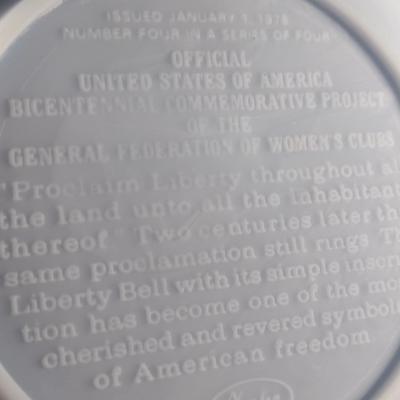 ISSUED JANUARY 1, 1976
NUMBER FOUR IN A SERIES OF FOUR
OFFICIAL
UNITED STATES OF AMERICA
BICENTENNIAL COMMEMORATIVE PROJECT
OF THE
GENERAL FEDERATION OF WOMEN'S CLUBS
"Proclaim Liberty throughout al
the land unto all the inhabitant
thereof." Two centuries later th
same proclamation still rings. Th
Liberty Bell with its simple inscri
tion has become one of the mos
cherished and revered symbols
of American freedom.